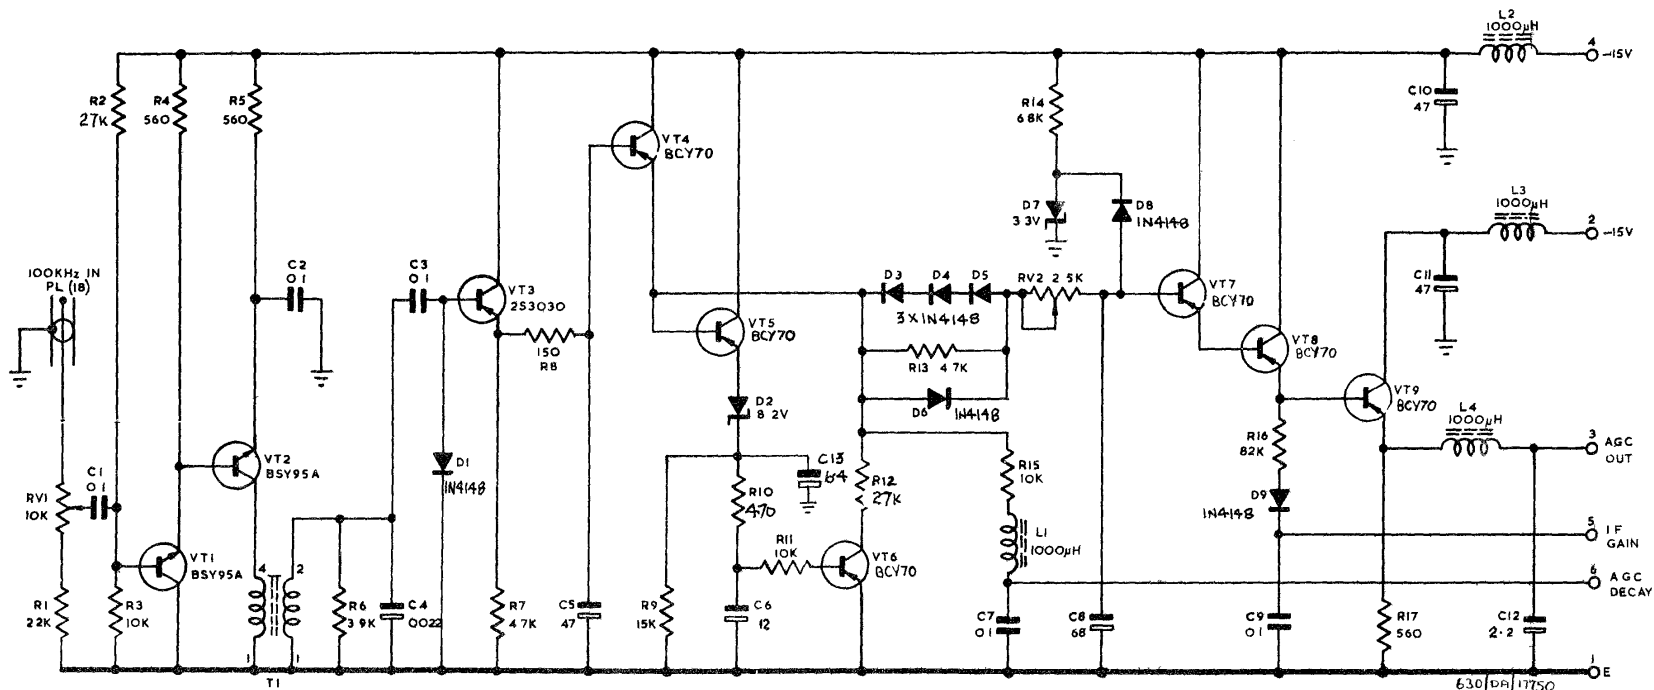 L2
1000µH
4
-15V
R2
27K
R4
560
R5
560
R14
68K
C10
47
VT4
BCY70
L3
1000µH
2
-15V
D7
3 3V
D8
1N4148
100KHz IN
PL (18)
C2
0 1
C3
0 1
VT3
2S3030
D3
D4
D5
RV2 2 5K
3 X 1N4148
VT7
BCY70
C11
47
150
R8
VT5
BCY70
VT8
BCY70
R13 4 7K
D6
1N4148
D2
8 2V
VT9
BCY70
L4
1000µH
3
AGC
OUT
R16
82K
VT2
BSY95A
C1
0 1
RV1
10K
D1
1N4148
C13
64
R10
470
R12
27K
R15
10K
D9
1N4148
5
IF
GAIN
L1
1000µH
R11
10K
VT6
BCY70
6
AGC
DECAY
VT1
BSY95A
4
2
R1
22K
R3
10K
R6
3 9K
C4
0022
R7
4 7K
C5
47
R9
15K
C6
12
C7
0 1
C8
68
C9
0 1
R17
560
C12
2·2
1
1
T1
1
E
630/DA/17750